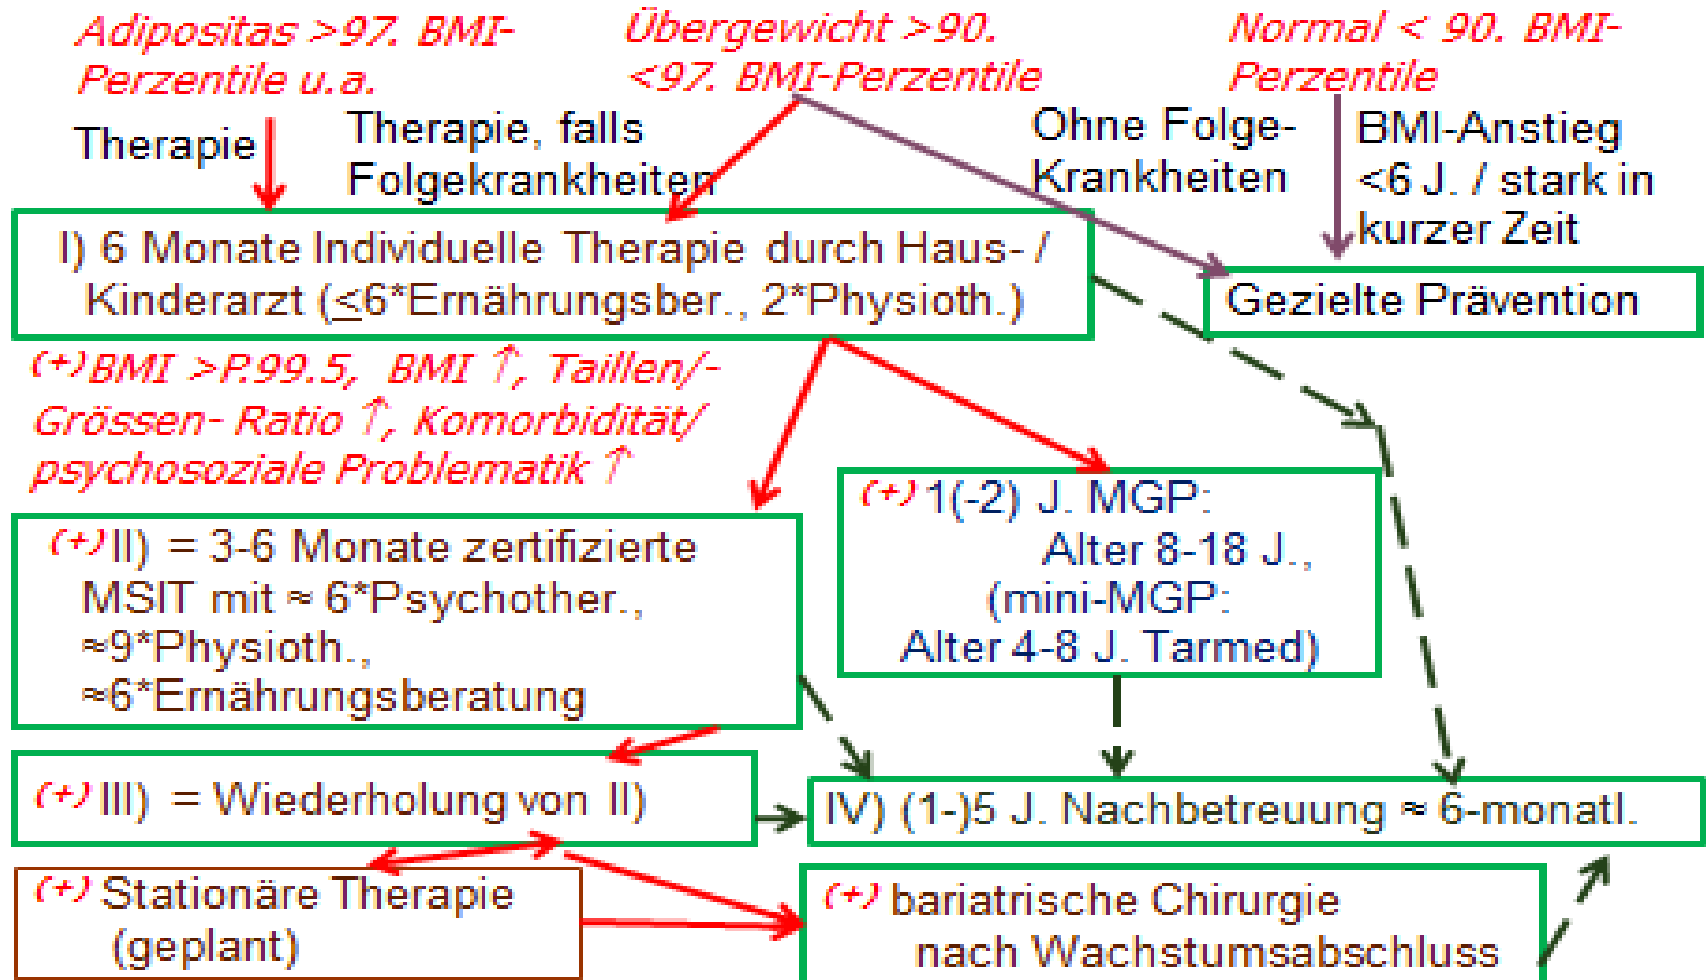 Adipositas >97. BMI-
Perzentile u.a.
Übergewicht >90.
<97. BMI-Perzentile
Normal < 90. BMI-
Perzentile
Therapie
Therapie, falls
Folgekrankheiten
Ohne Folge-
Krankheiten
BMI-Anstieg
<6 J. / stark in
kurzer Zeit
I) 6 Monate Individuelle Therapie durch Haus- /
Kinderarzt (≤6*Ernährungsber., 2*Physioth.)
Gezielte Prävention
(+) BMI >P.99.5, BMI ↑, Taillen/-
Grössen- Ratio ↑, Komorbidität/
psychosoziale Problematik ↑
(+) II) = 3-6 Monate zertifizierte
MSIT mit ≈ 6*Psychother.,
≈9*Physioth.,
≈6*Ernährungsberatung
(+) 1(-2) J. MGP:
Alter 8-18 J.,
(mini-MGP:
Alter 4-8 J. Tarmed)
(+) III) = Wiederholung von II)
IV) (1-)5 J. Nachbetreuung ≈ 6-monatl.
(+) Stationäre Therapie
(geplant)
(+) bariatrische Chirurgie
nach Wachstumsabschluss